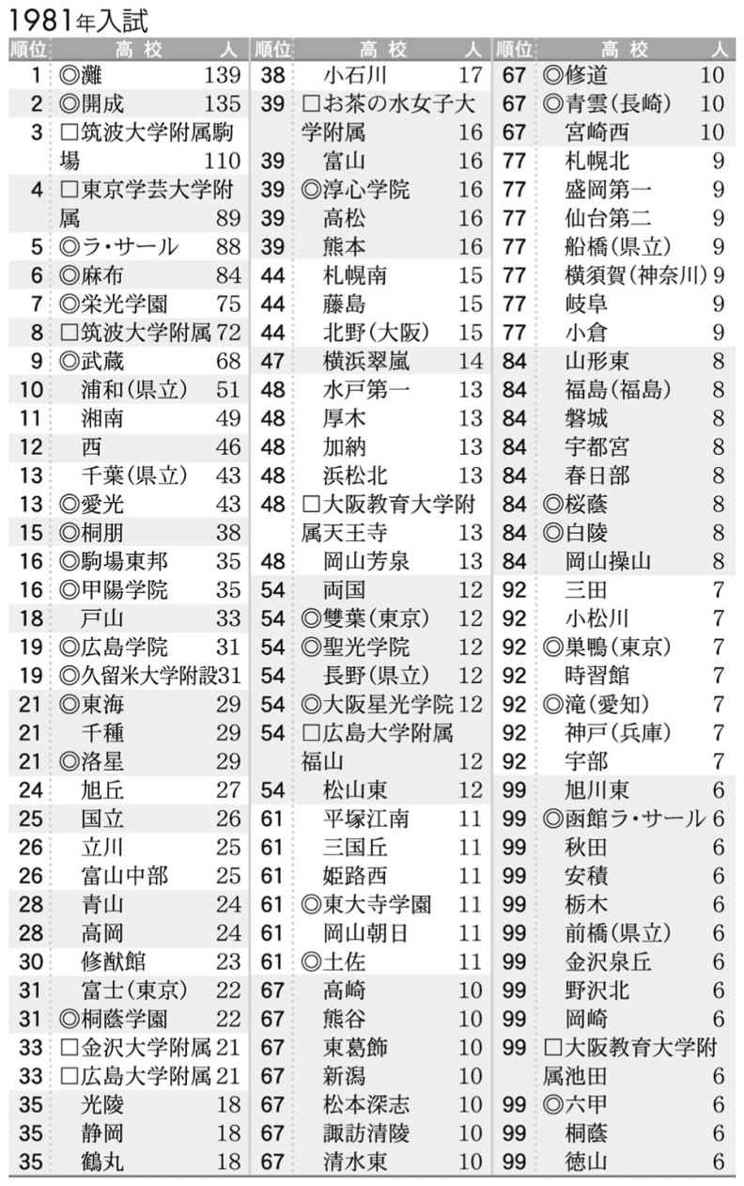 1981年入試
順位 高校 人
1 ◎灘 139
2 ◎開成 135
3 □筑波大学附属駒
場 110
4 □東京学芸大学附
属 89
5 ◎ラ・サール 88
6 ◎麻布 84
7 ◎栄光学園 75
8 □筑波大学附属 72
9 ◎武蔵 68
10 浦和(県立) 51
11 湘南 49
12 西 46
13 千葉(県立) 43
13 ◎愛光 43
15 ◎桐朋 38
16 ◎駒場東邦 35
16 ◎甲陽学院 35
18 戸山 33
19 ◎広島学院 31
19 ◎久留米大学附設 31
21 ◎東海 29
21 千種 29
21 ◎洛星 29
24 旭丘 27
25 国立 26
26 立川 25
26 富山中部 25
28 青山 24
28 高岡 24
30 修猷館 23
31 富士(東京) 22
31 ◎桐蔭学園 22
33 □金沢大学附属 21
33 □広島大学附属 21
35 光陵 18
35 静岡 18
35 鶴丸 18
順位 高校 人
38 小石川 17
39 □お茶の水女子大
学附属 16
39 富山 16
39 ◎淳心学院 16
39 高松 16
39 熊本 16
44 札幌南 15
44 藤島 15
44 北野(大阪) 15
47 横浜翠嵐 14
48 水戸第一 13
48 厚木 13
48 加納 13
48 浜松北 13
48 □大阪教育大学附
属天王寺 13
48 岡山芳泉 13
54 両国 12
54 ◎雙葉(東京) 12
54 ◎聖光学院 12
54 長野(県立) 12
54 ◎大阪星光学院 12
54 □広島大学附属
福山 12
54 松山東 12
61 平塚江南 11
61 三国丘 11
61 姫路西 11
61 ◎東大寺学園 11
61 岡山朝日 11
61 ◎土佐 11
67 高崎 10
67 熊谷 10
67 東葛飾 10
67 新潟 10
67 松本深志 10
67 諏訪清陵 10
67 清水東 10
順位 高校 人
67 ◎修道 10
67 ◎青雲(長崎) 10
67 宮崎西 10
77 札幌北 9
77 盛岡第一 9
77 仙台第二 9
77 船橋(県立) 9
77 横須賀(神奈川) 9
77 岐阜 9
77 小倉 9
84 山形東 8
84 福島(福島) 8
84 磐城 8
84 宇都宮 8
84 春日部 8
84 ◎桜蔭 8
84 ◎白陵 8
84 岡山操山 8
92 三田 7
92 小松川 7
92 ◎巣鴨(東京) 7
92 時習館 7
92 ◎滝(愛知) 7
92 神戸(兵庫) 7
92 宇部 7
99 旭川東 6
99 ◎函館ラ・サール 6
99 秋田 6
99 安積 6
99 栃木 6
99 前橋(県立) 6
99 金沢泉丘 6
99 野沢北 6
99 岡崎 6
99 □大阪教育大学附
属池田 6
99 ◎六甲 6
99 桐蔭 6
99 徳山 6